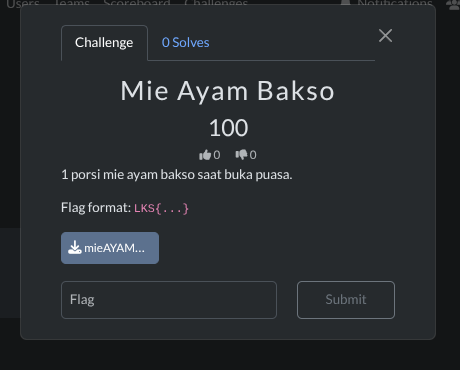 Users Teams Scoreboard Challenges Notifications
Challenge 0 Solves
Mie Ayam Bakso
100
0 0
1 porsi mie ayam bakso saat buka puasa.
Flag format: LKS{...}
mieAYAM...
Flag Submit